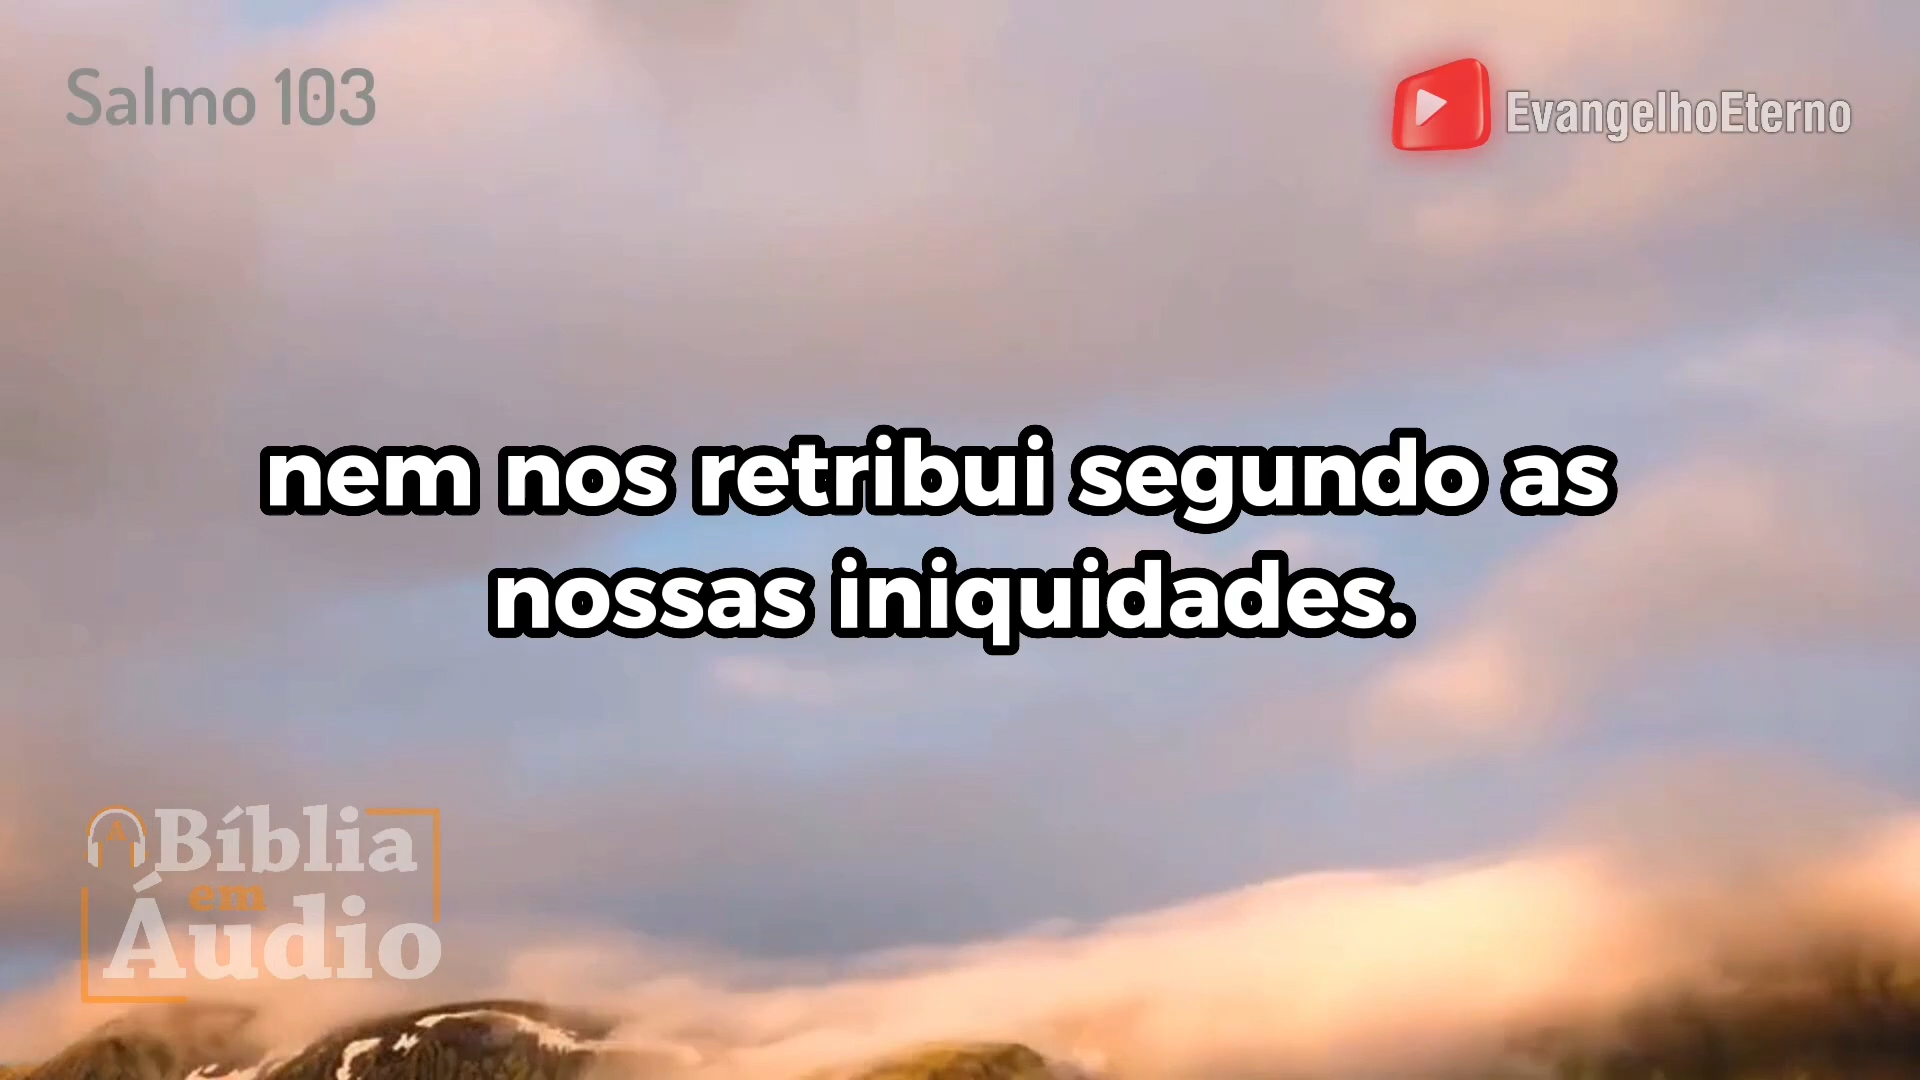 Salmo 103
EvangelhoEterno
nem nos retribui segundo as
nossas iniquidades.
A Bíblia
em
Áudio